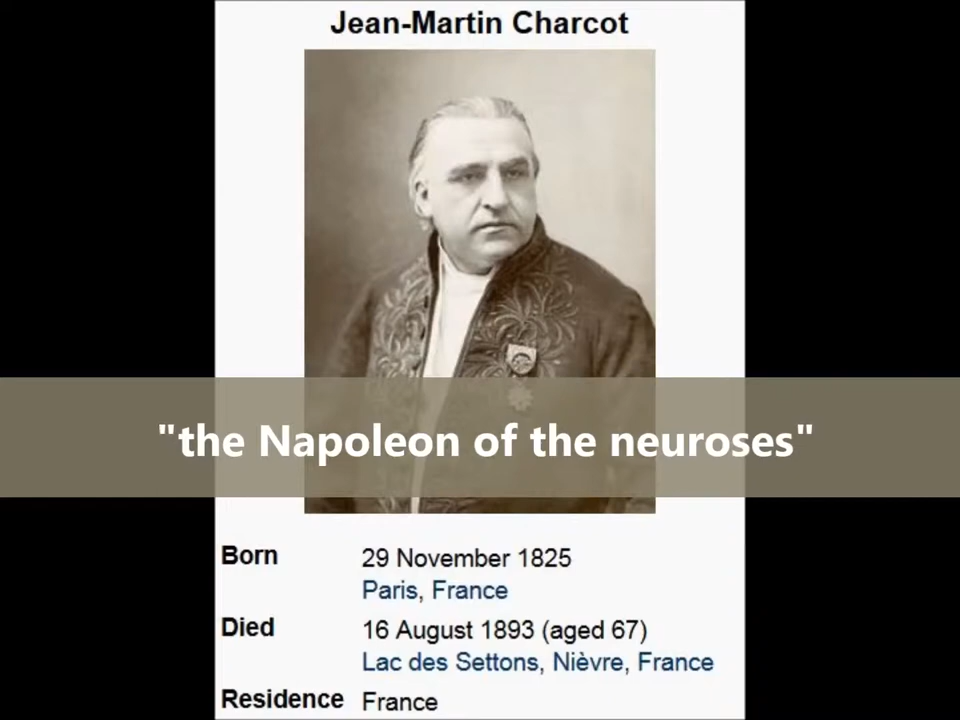 Jean-Martin Charcot
"the Napoleon of the neuroses"
Born 29 November 1825
Paris, France
Died 16 August 1893 (aged 67)
Lac des Settons, Nièvre, France
Residence France